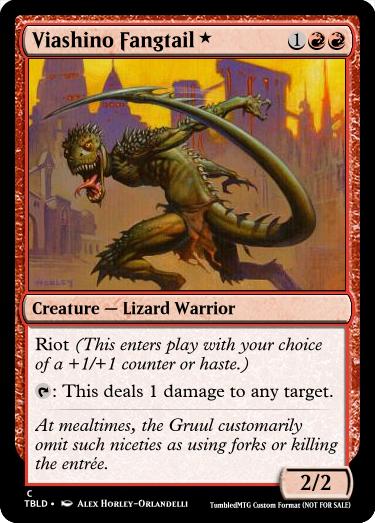 Viashino Fangtail ★ 1
HORLEY
Creature — Lizard Warrior
Riot (This enters play with your choice
of a +1/+1 counter or haste.)
: This deals 1 damage to any target.
At mealtimes, the Gruul customarily
omit such niceties as using forks or killing
the entrée.
2/2
C
TBLD • Alex Horley-Orlandelli
TumbledMTG Custom Format (NOT FOR SALE)